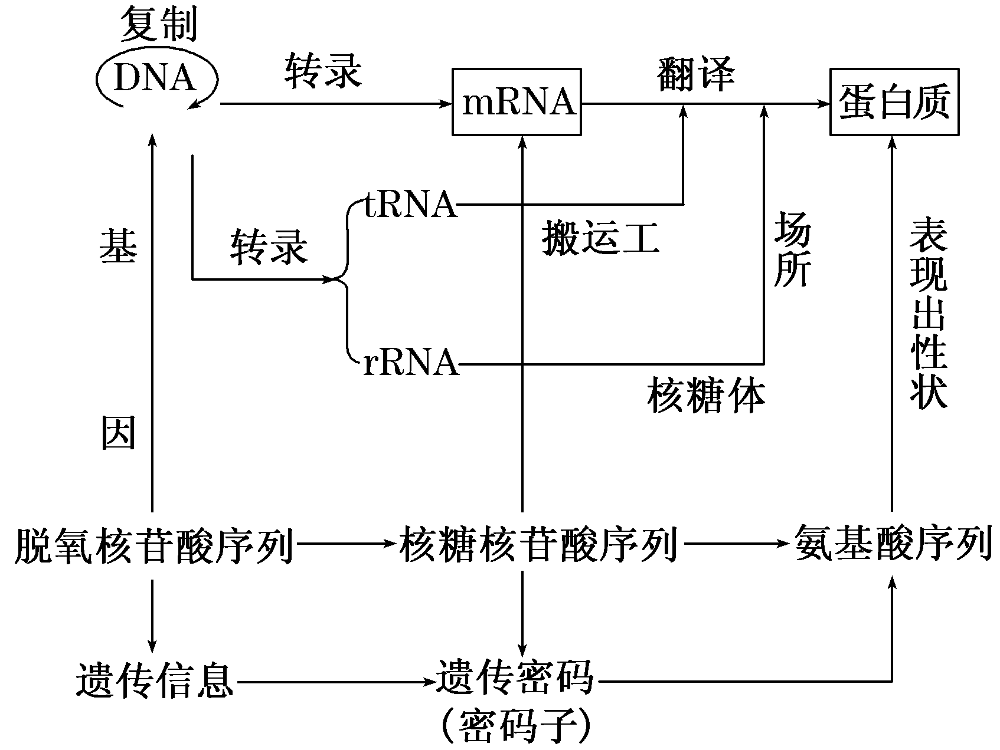 复制
DNA
转录
mRNA
翻译
蛋白质
tRNA
搬运工
场所
表现出性状
基因
转录
rRNA
核糖体
脱氧核苷酸序列
核糖核苷酸序列
氨基酸序列
遗传信息
遗传密码
(密码子)